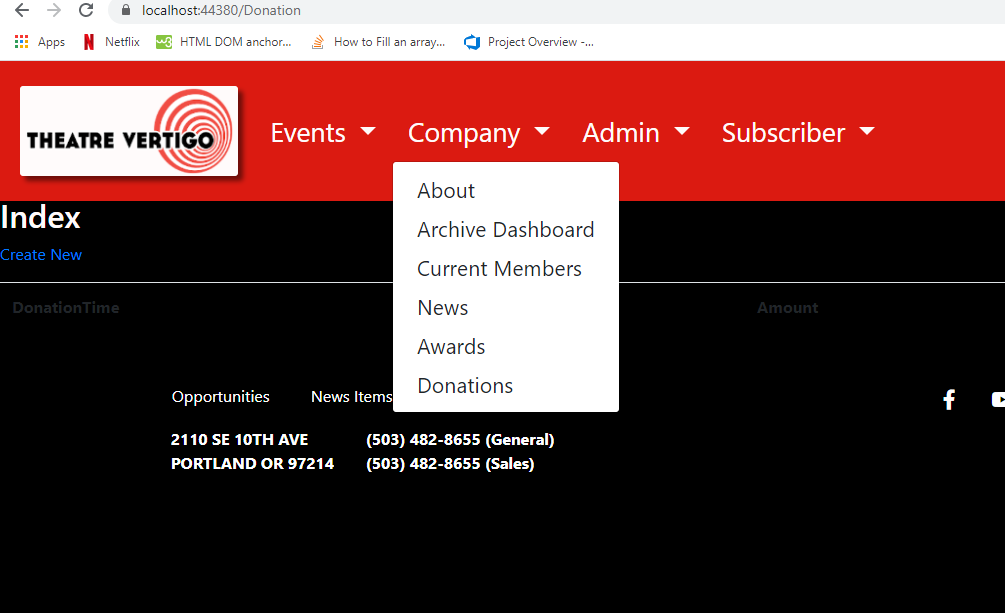 localhost:44380/Donation
Apps Netflix HTML DOM anchor... How to Fill an array... Project Overview -...
THEATRE VERTIGO Events Company Admin Subscriber
About
Archive Dashboard
Current Members
News
Awards
Donations
Index
Create New
DonationTime Amount
Opportunities News Items
2110 SE 10TH AVE (503) 482-8655 (General)
PORTLAND OR 97214 (503) 482-8655 (Sales)